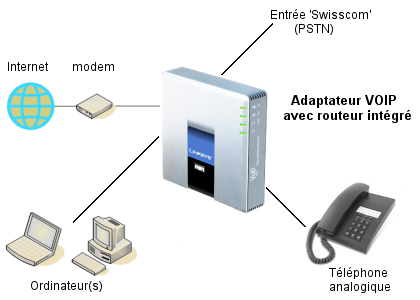 Entrée 'Swisscom'
(PSTN)
Internet
modem
Adaptateur VOIP
avec routeur intégré
LINKSYS
Ordinateur(s)
Téléphone
analogique